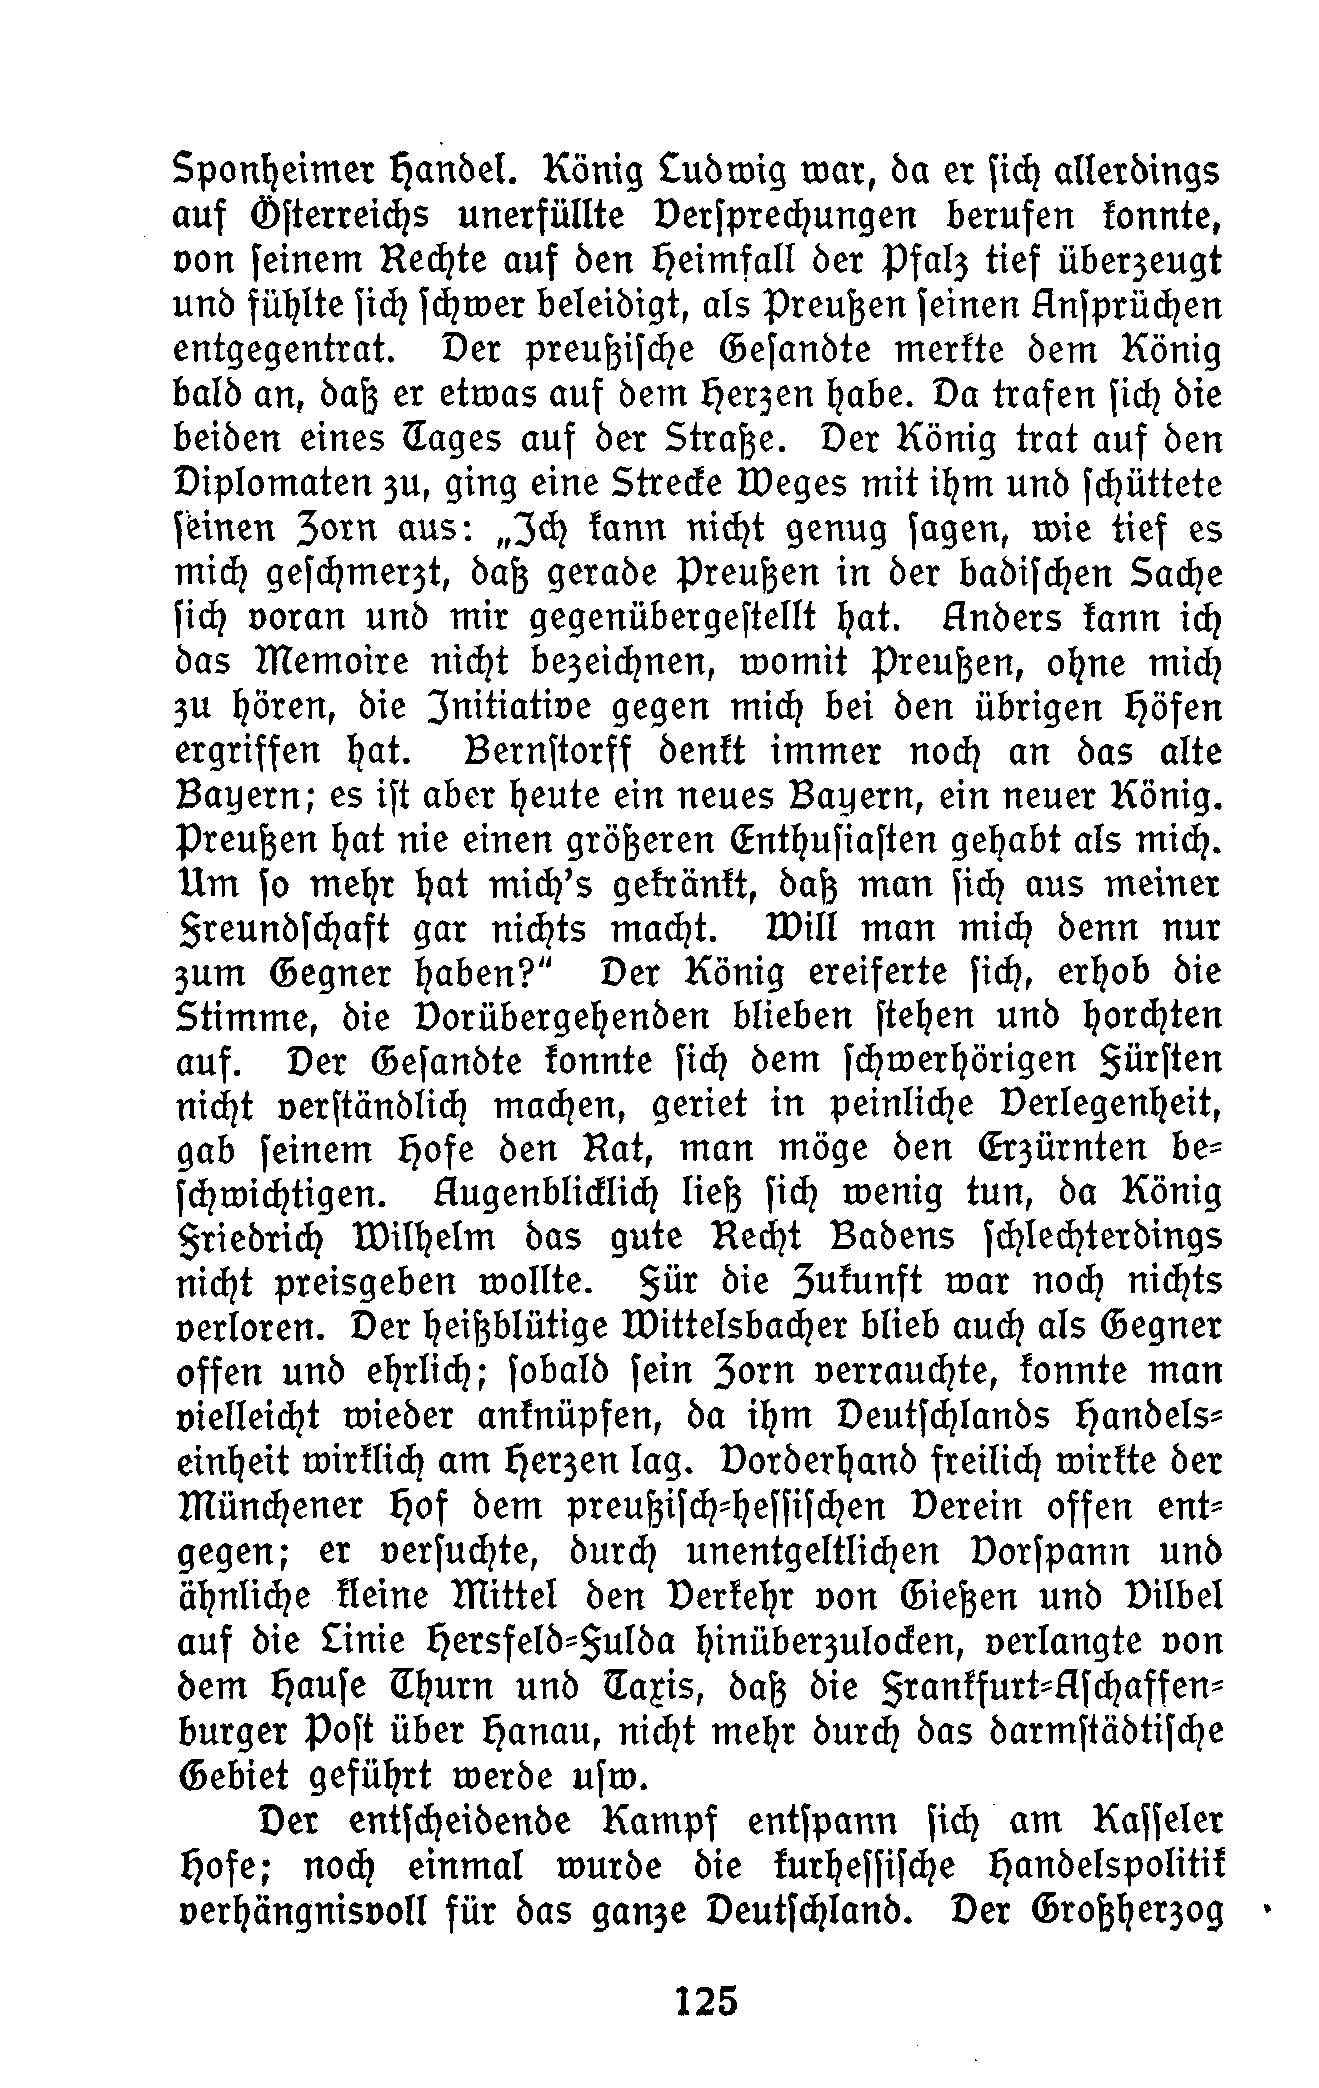 Sponheimer Handel. König Ludwig war, da er ſich allerdings
auf Öſterreichs unerfüllte Verſprechungen berufen konnte,
von ſeinem Rechte auf den Heimfall der Pfalz tief überzeugt
und fühlte ſich ſchwer beleidigt, als Preußen ſeinen Anſprüchen
entgegentrat. Der preußiſche Geſandte merkte dem König
bald an, daß er etwas auf dem Herzen habe. Da trafen ſich die
beiden eines Tages auf der Straße. Der König trat auf den
Diplomaten zu, ging eine Strecke Weges mit ihm und ſchüttete
ſeinen Zorn aus: „Ich kann nicht genug ſagen, wie tief es
mich geſchmerzt, daß gerade Preußen in der badiſchen Sache
ſich voran und mir gegenübergeſtellt hat. Anders kann ich
das Memoire nicht bezeichnen, womit Preußen, ohne mich
zu hören, die Initiative gegen mich bei den übrigen Höfen
ergriffen hat. Bernſtorff denkt immer noch an das alte
Bayern; es iſt aber heute ein neues Bayern, ein neuer König.
Preußen hat nie einen größeren Enthuſiaſten gehabt als mich.
Um ſo mehr hat mich's gekränkt, daß man ſich aus meiner
Freundſchaft gar nichts macht. Will man mich denn nur
zum Gegner haben?“ Der König ereiferte ſich, erhob die
Stimme, die Vorübergehenden blieben ſtehen und horchten
auf. Der Geſandte konnte ſich dem ſchwerhörigen Fürſten
nicht verſtändlich machen, geriet in peinliche Verlegenheit,
gab ſeinem Hofe den Rat, man möge den Erzürnten be⸗
ſchwichtigen. Augenblicklich ließ ſich wenig tun, da König
Friedrich Wilhelm das gute Recht Badens ſchlechterdings
nicht preisgeben wollte. Für die Zukunft war noch nichts
verloren. Der heißblütige Wittelsbacher blieb auch als Gegner
offen und ehrlich; ſobald ſein Zorn verrauchte, konnte man
vielleicht wieder anknüpfen, da ihm Deutſchlands Handels⸗
einheit wirklich am Herzen lag. Vorderhand freilich wirkte der
Münchener Hof dem preußiſch⸗heſſiſchen Verein offen ent⸗
gegen; er verſuchte, durch unentgeltlichen Vorſpann und
ähnliche kleine Mittel den Verkehr von Gießen und Vilbel
auf die Linie Hersfeld⸗Fulda hinüberzulocken, verlangte von
dem Hauſe Thurn und Taxis, daß die Frankfurt⸗Aſchaffen⸗
burger Poſt über Hanau, nicht mehr durch das darmſtädtiſche
Gebiet geführt werde uſw.
Der entſcheidende Kampf entſpann ſich am Kaſſeler
Hofe; noch einmal wurde die kurheſſiſche Handelspolitik
verhängnisvoll für das ganze Deutſchland. Der Großherzog
125